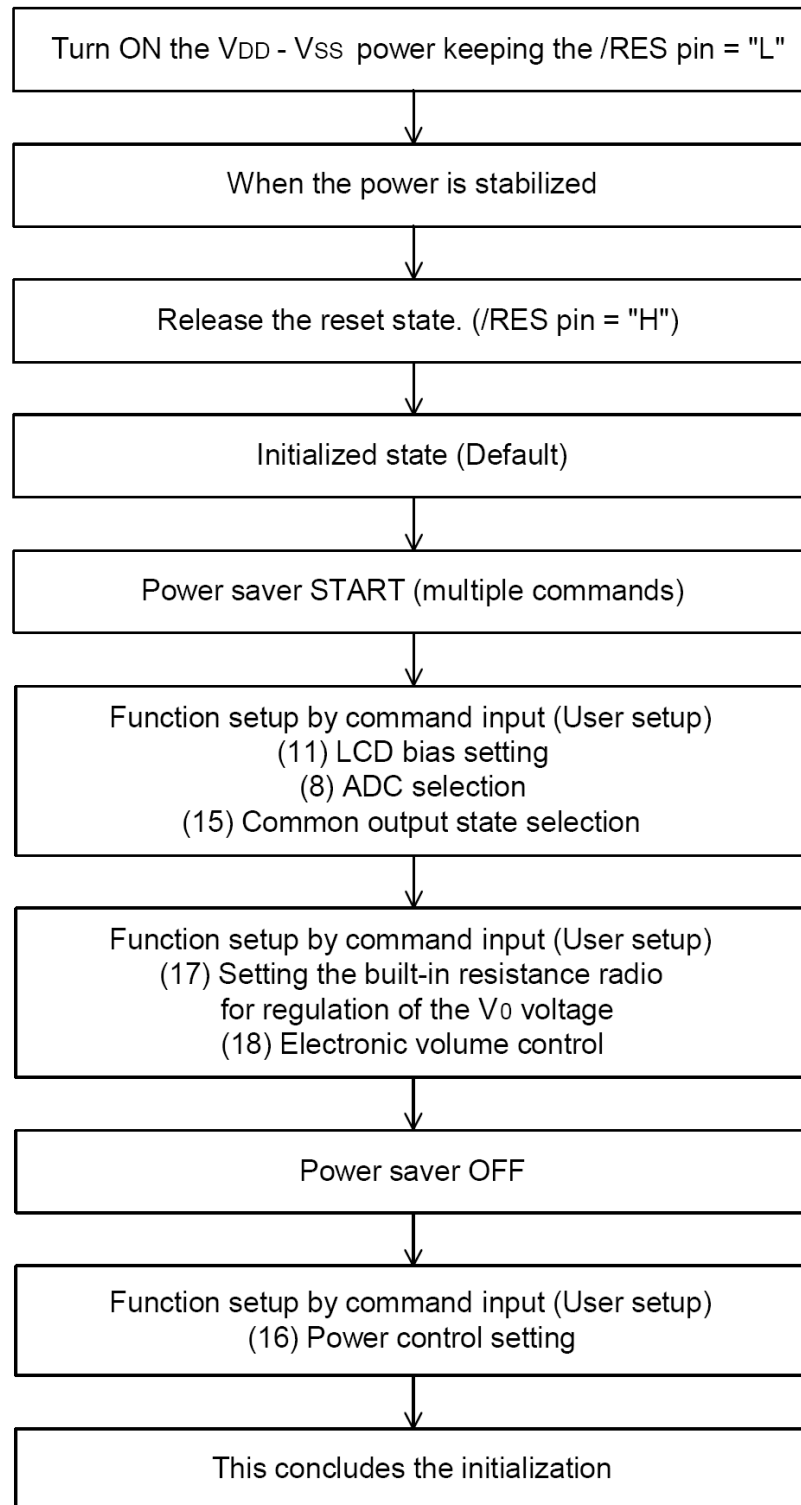 Turn ON the VDD - VSS power keeping the /RES pin = "L"
When the power is stabilized
Release the reset state. (/RES pin = "H")
Initialized state (Default)
Power saver START (multiple commands)
Function setup by command input (User setup)
(11) LCD bias setting
(8) ADC selection
(15) Common output state selection
Function setup by command input (User setup)
(17) Setting the built-in resistance radio
for regulation of the V0 voltage
(18) Electronic volume control
Power saver OFF
Function setup by command input (User setup)
(16) Power control setting
This concludes the initialization